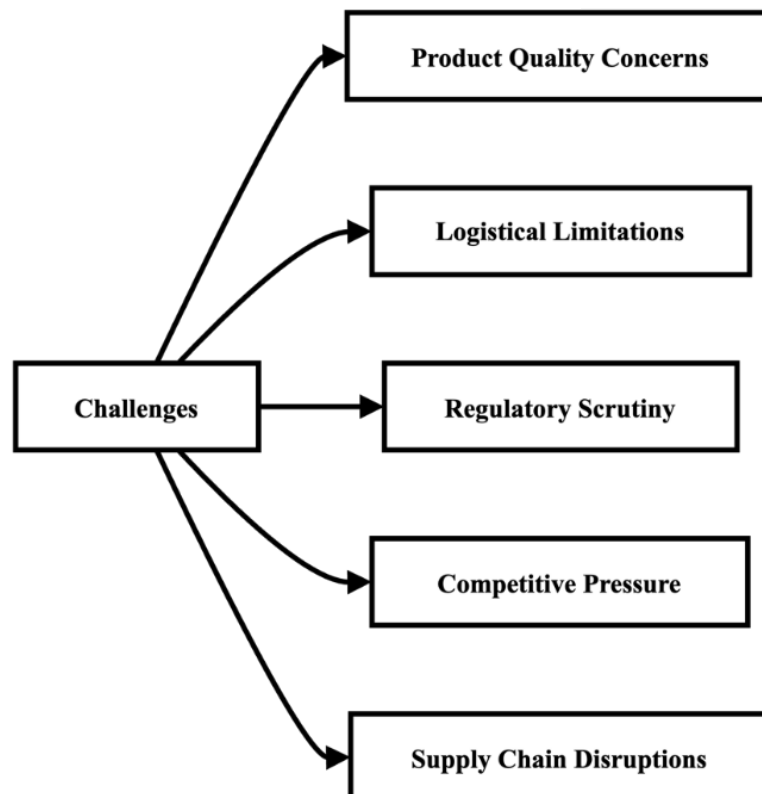 Product Quality Concerns
Logistical Limitations
Challenges
Regulatory Scrutiny
Competitive Pressure
Supply Chain Disruptions